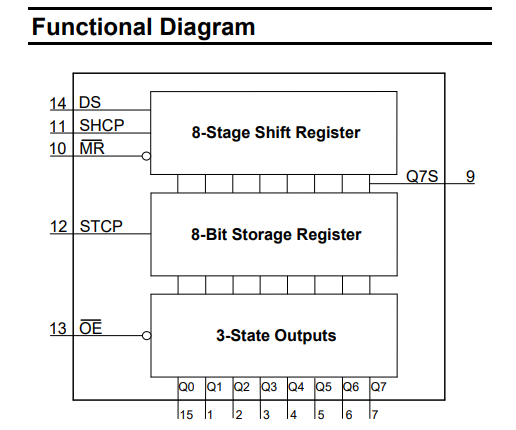 Functional Diagram
14 DS
11 SHCP
10 M̅R̅
8-Stage Shift Register
Q7S 9
12 STCP
8-Bit Storage Register
13 O̅E̅
3-State Outputs
Q0 Q1 Q2 Q3 Q4 Q5 Q6 Q7
15 1 2 3 4 5 6 7